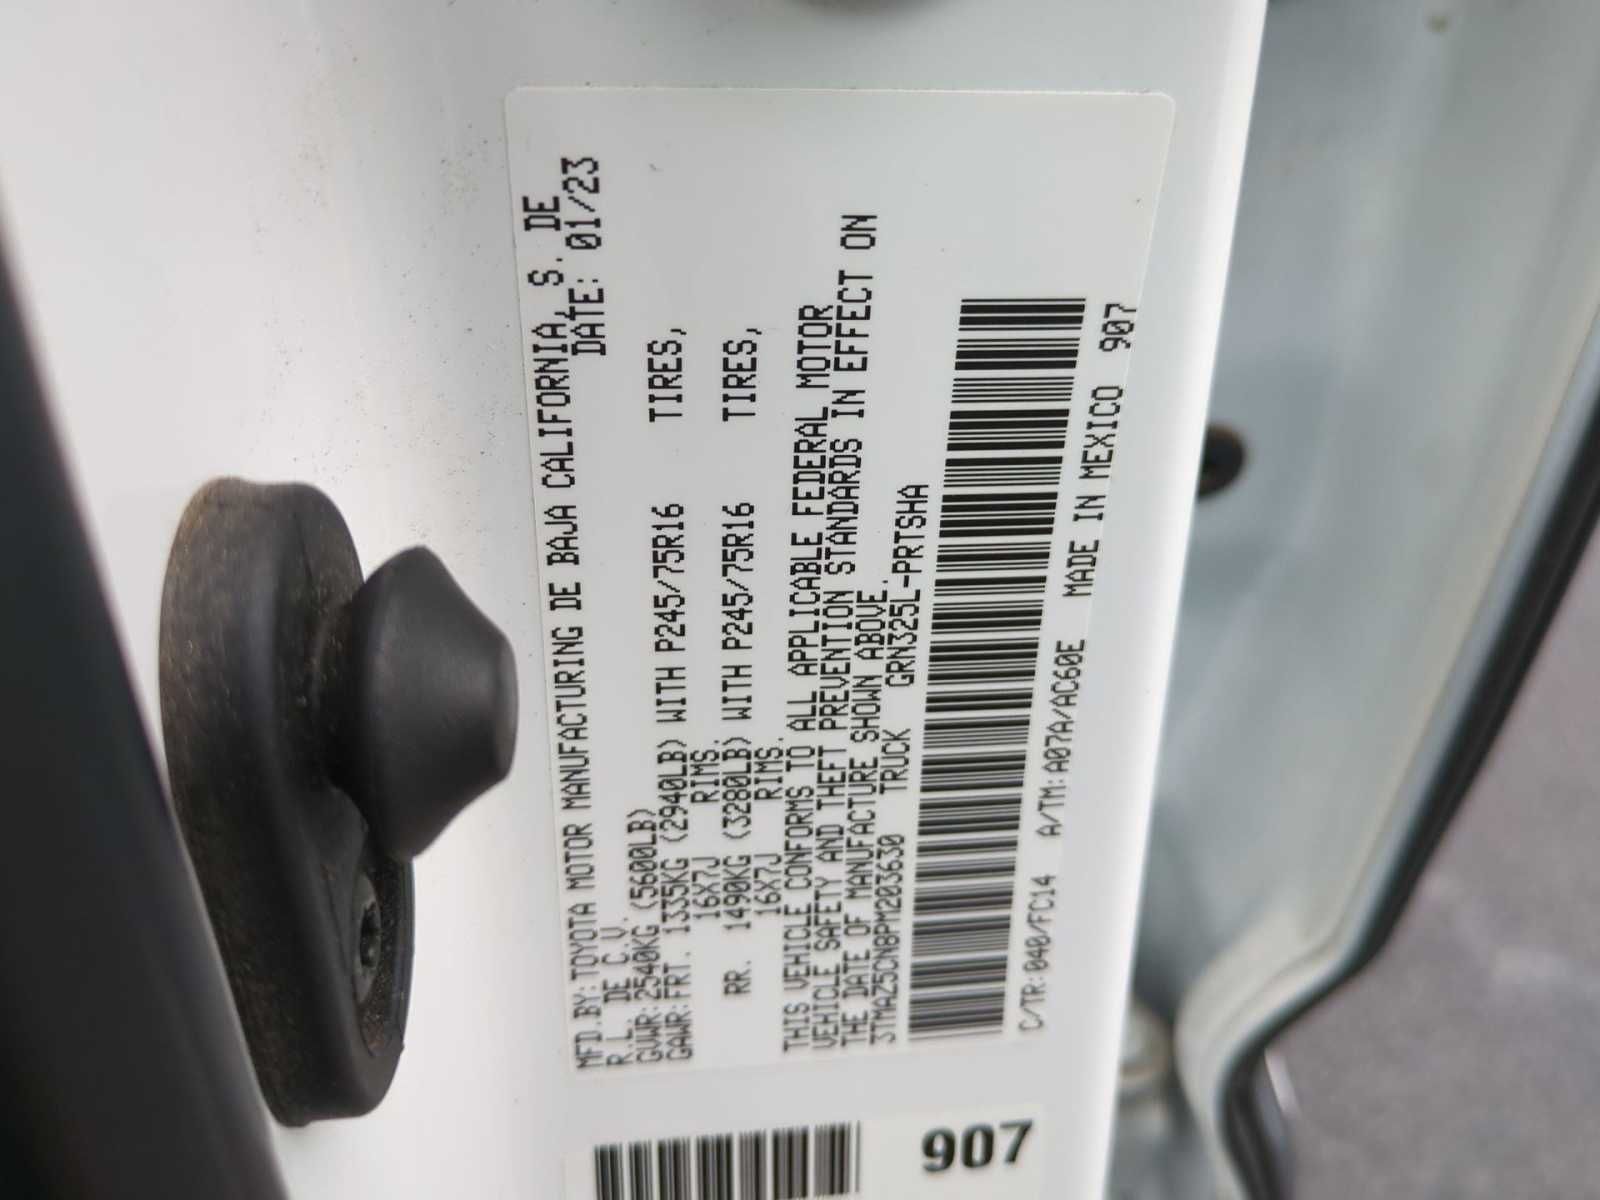 MFD.BY:TOYOTA MOTOR MANUFACTURING DE BAJA CALIFORNIA, S. DE
R.L. DE C.V. DATE: 01/23
GVWR:2540KG (5600LB)
GAWR:FRT. 1335KG (2940LB) WITH P245/75R16 TIRES,
16X7J RIMS.
RR. 1490KG (3280LB) WITH P245/75R16 TIRES,
16X7J RIMS.
THIS VEHICLE CONFORMS TO ALL APPLICABLE FEDERAL MOTOR
VEHICLE SAFETY AND THEFT PREVENTION STANDARDS IN EFFECT ON
THE DATE OF MANUFACTURE SHOWN ABOVE.
3TMAZ5CN8PM203630 TRUCK GRN325L-PRTSHA
C/TR:040/FC14 A/TM:A07A/AC60E MADE IN MEXICO 907
907